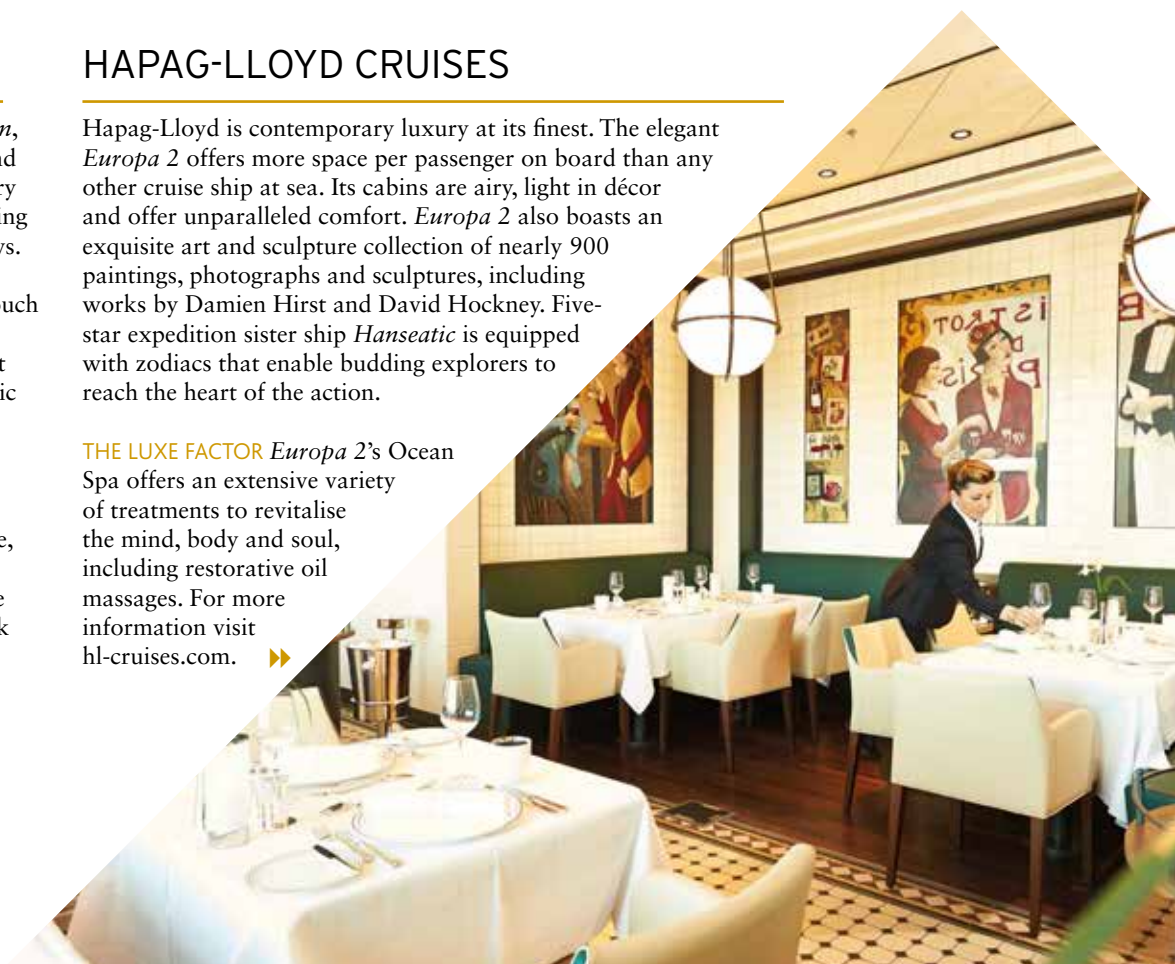 HAPAG-LLOYD CRUISES
Hapag-Lloyd is contemporary luxury at its finest. The elegant
Europa 2 offers more space per passenger on board than any
other cruise ship at sea. Its cabins are airy, light in décor
and offer unparalleled comfort. Europa 2 also boasts an
exquisite art and sculpture collection of nearly 900
paintings, photographs and sculptures, including
works by Damien Hirst and David Hockney. Five-
star expedition sister ship Hanseatic is equipped
with zodiacs that enable budding explorers to
reach the heart of the action.
THE LUXE FACTOR Europa 2's Ocean
Spa offers an extensive variety
of treatments to revitalise
the mind, body and soul,
including restorative oil
massages. For more
information visit
hl-cruises.com.